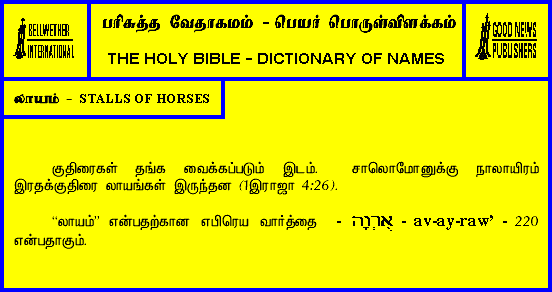 BELLWETHER
INTERNATIONAL
பரிசுத்த வேதாகமம் - பெயர் பொருள்விளக்கம்
THE HOLY BIBLE - DICTIONARY OF NAMES
GOOD NEWS
PUBLISHERS
லாயம் - STALLS OF HORSES
குதிரைகள் தங்க வைக்கப்படும் இடம். சாலொமோனுக்கு நாலாயிரம்
இரதக்குதிரை லாயங்கள் இருந்தன (1இராஜா 4:26).
“லாயம்” என்பதற்கான எபிரெய வார்த்தை - אֻרְוָה - av-ay-raw’ - 220
என்பதாகும்.